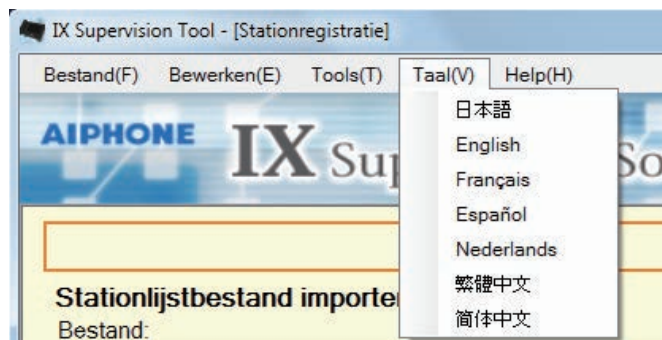 IX Supervision Tool - [Stationregistratie]
Bestand(F) Bewerken(E) Tools(T) Taal(V) Help(H)
AIPHONE IX Sup So
日本語
English
Français
Español
Nederlands
繁體中文
简体中文
Stationlijstbestand importe
Bestand: